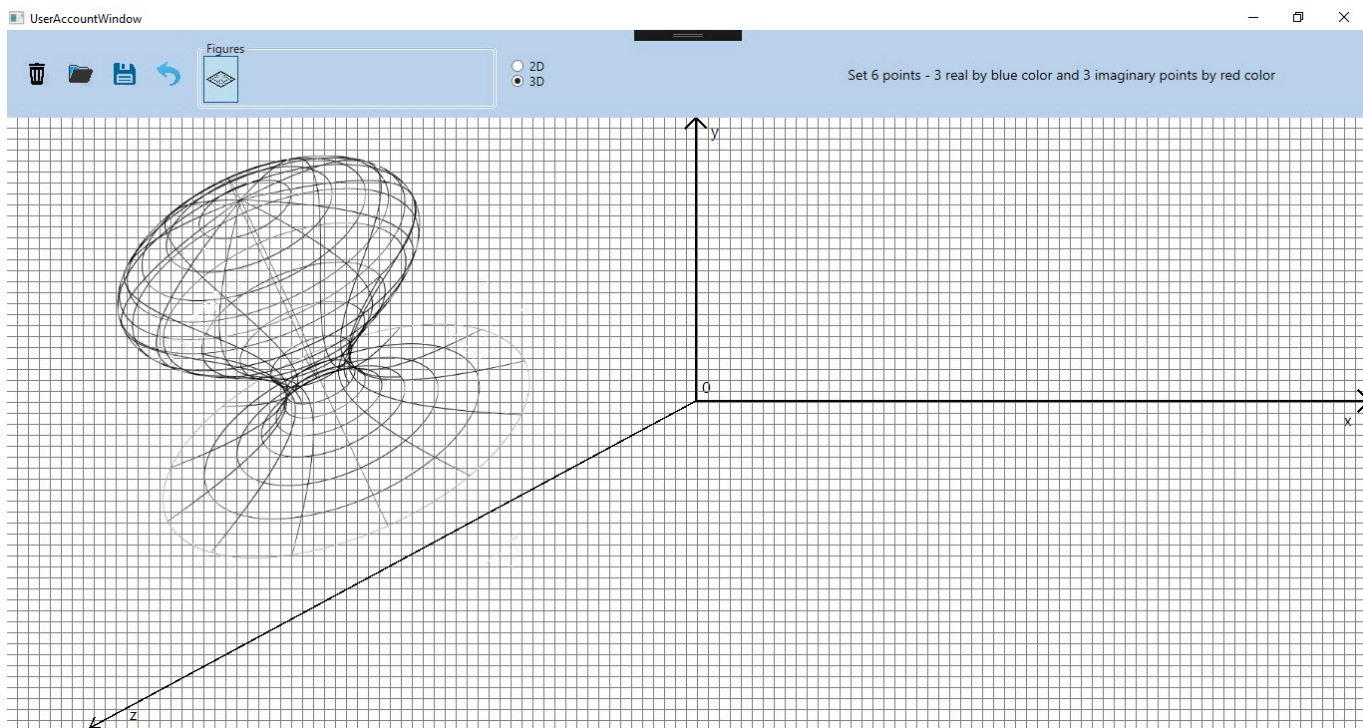 UserAccountWindow
Figures
2D
3D
Set 6 points - 3 real by blue color and 3 imaginary points by red color
y
0
x
z